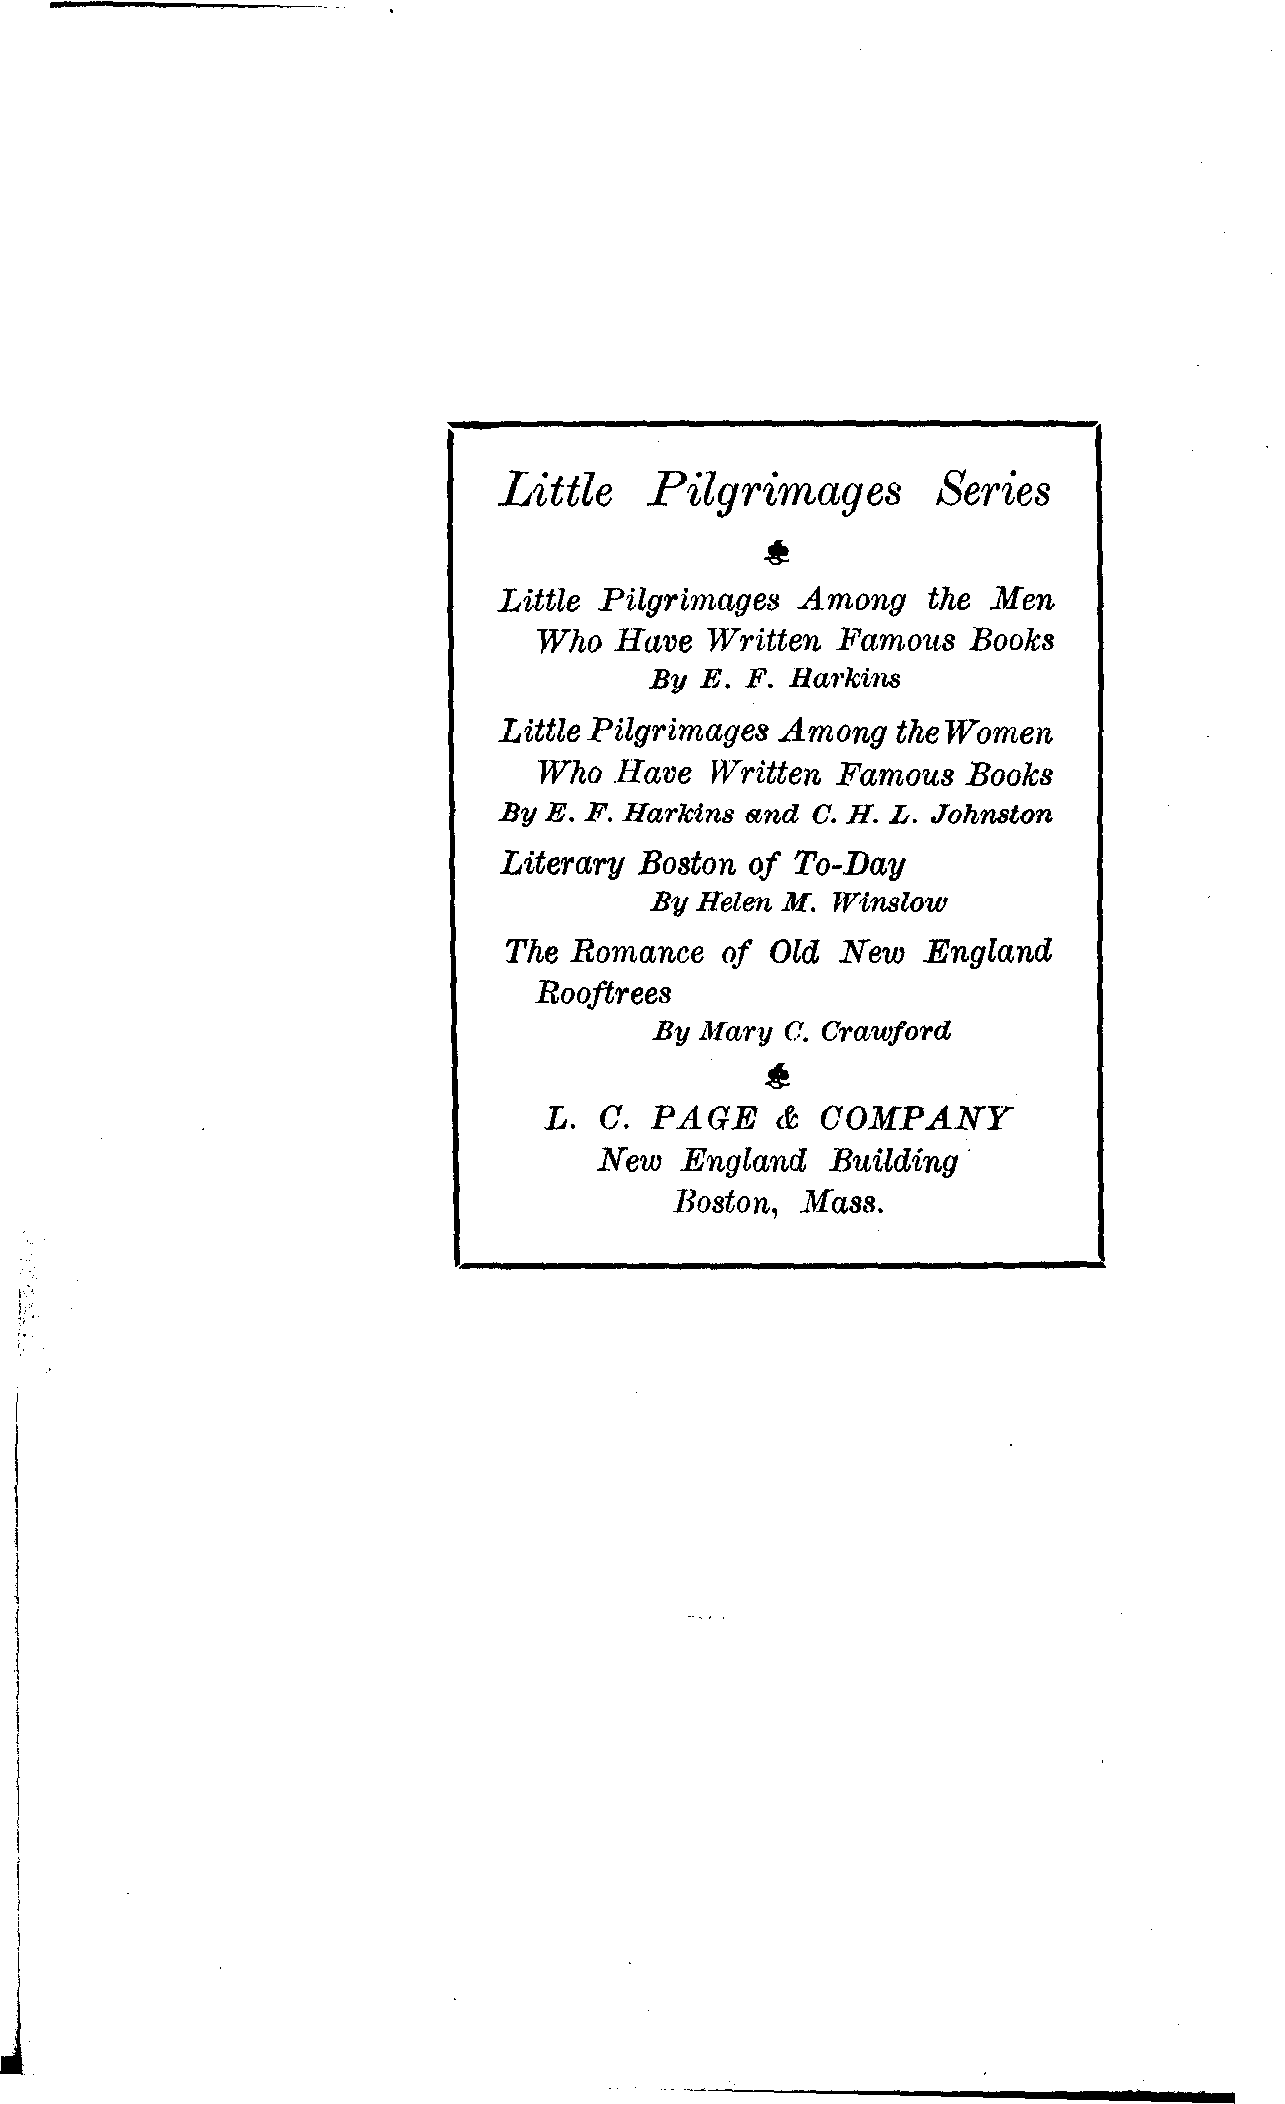 Little Pilgrimages Series
Little Pilgrimages Among the Men
Who Have Written Famous Books
By E. F. Harkins
Little Pilgrimages Among the Women
Who Have Written Famous Books
By E. F. Harkins and C. H. L. Johnston
Literary Boston of To-Day
By Helen M. Winslow
The Romance of Old New England
Rooftrees
By Mary C. Crawford
L. C. PAGE & COMPANY
New England Building
Boston, Mass.